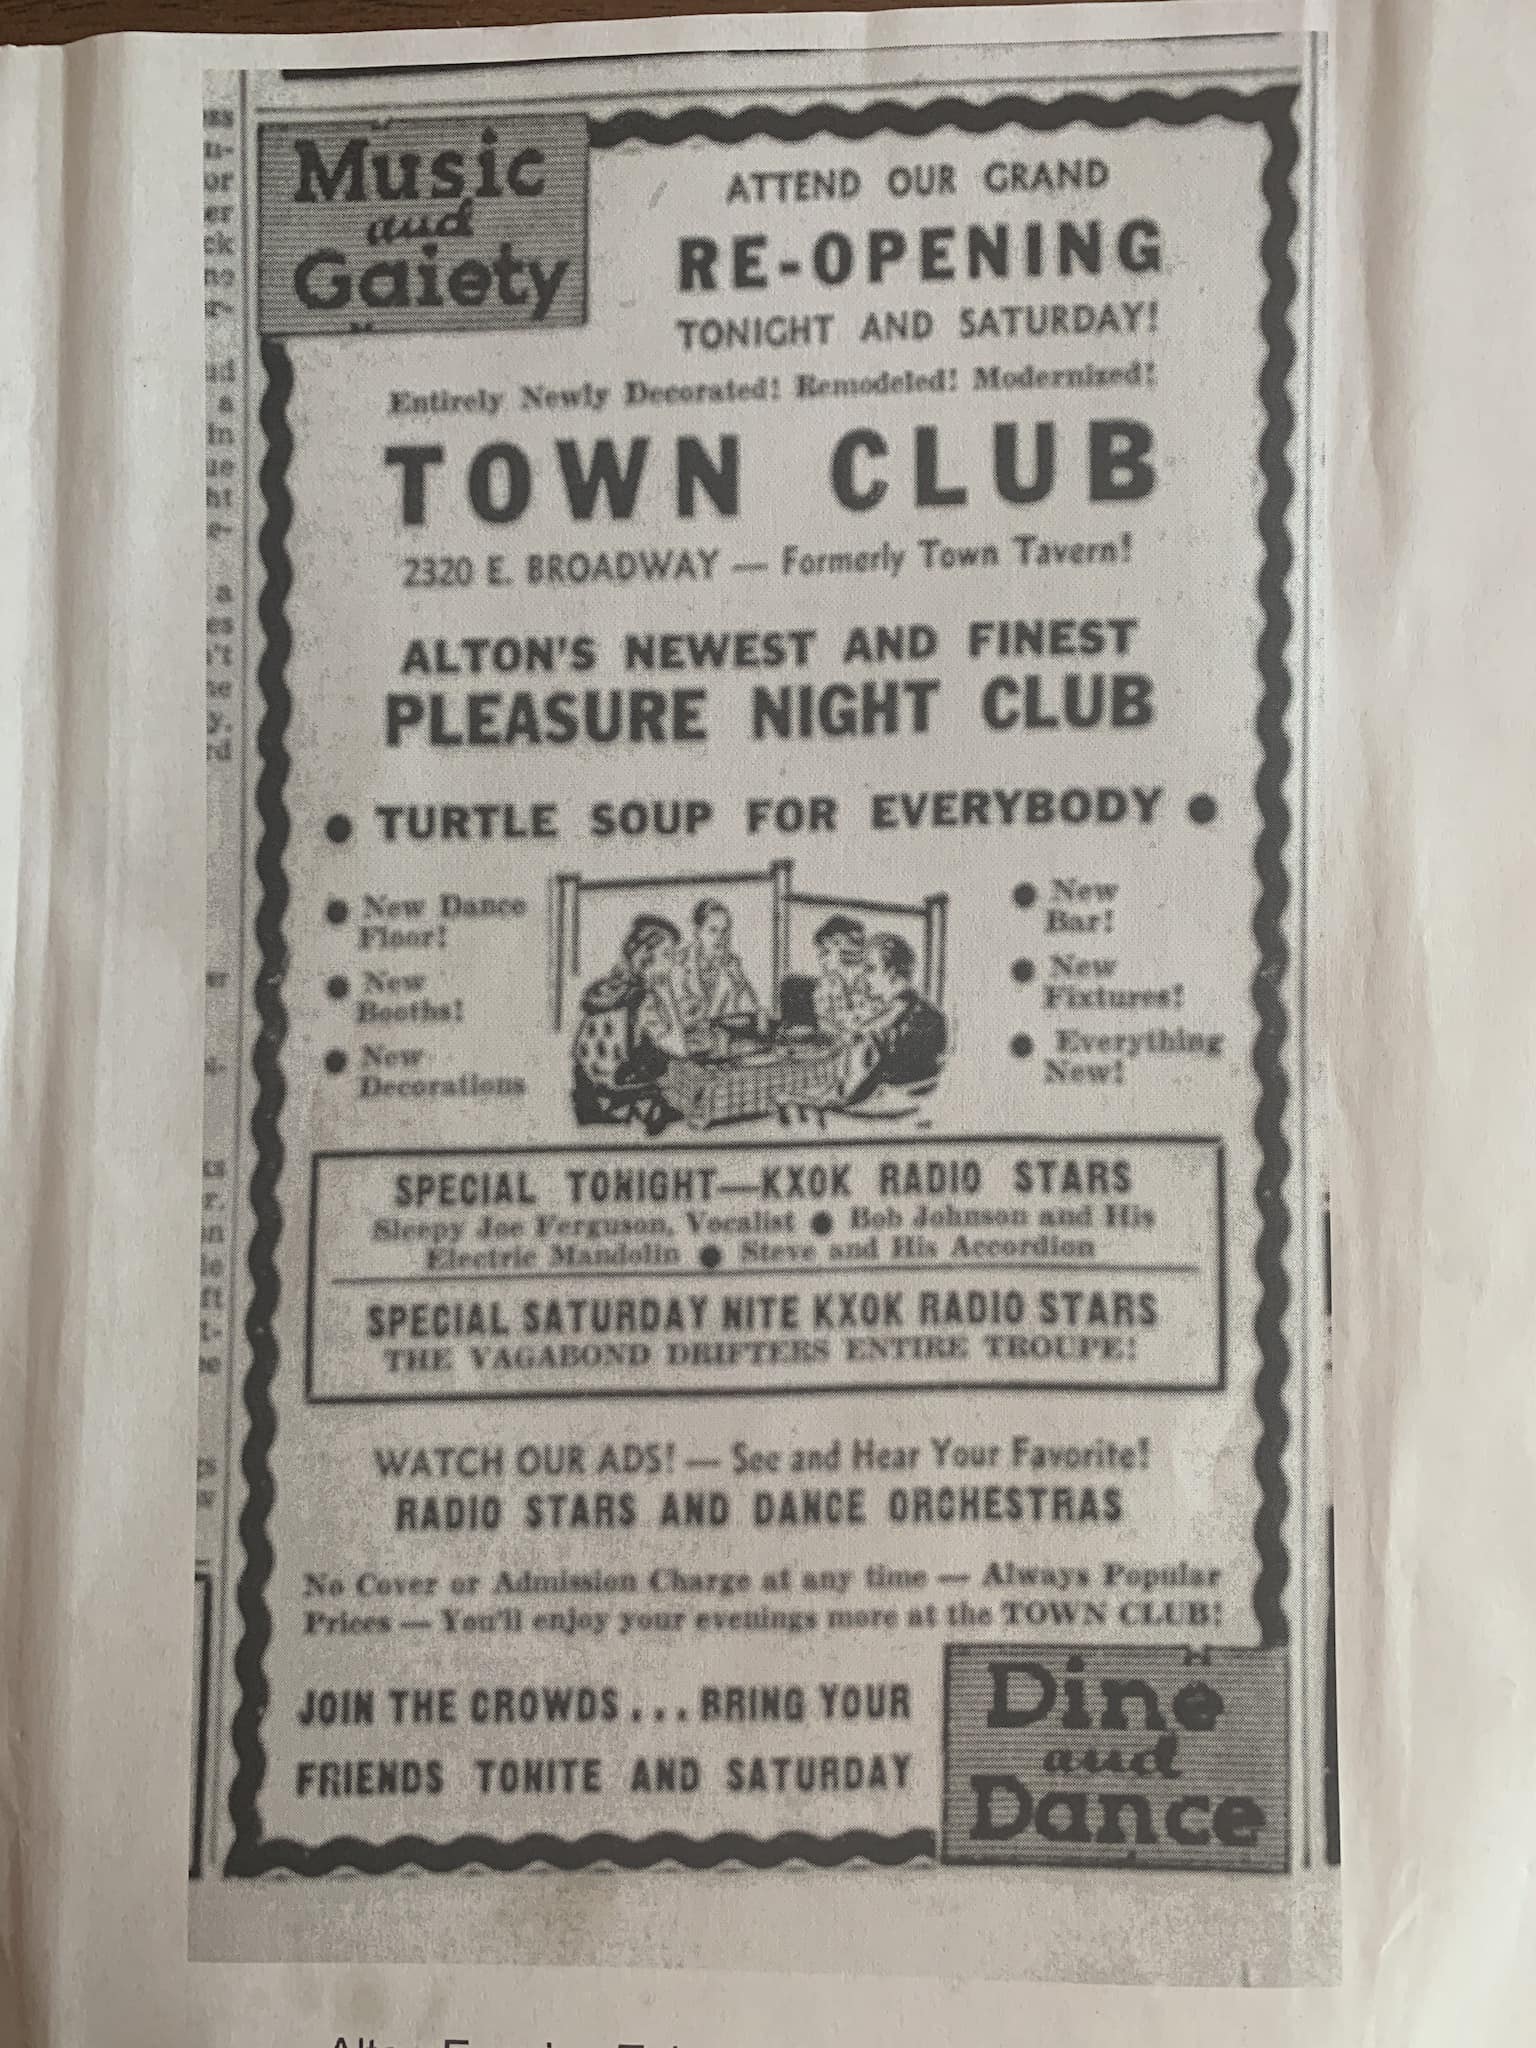 Music
and
Gaiety
ATTEND OUR GRAND
RE-OPENING
TONIGHT AND SATURDAY!
Entirely Newly Decorated! Remodeled! Modernized!
TOWN CLUB
2320 E. BROADWAY — Formerly Town Tavern!
ALTON'S NEWEST AND FINEST
PLEASURE NIGHT CLUB
● TURTLE SOUP FOR EVERYBODY ●
● New Dance
Floor!
● New
Booths!
● New
Decorations
● New
Bar!
● New
Fixtures!
● Everything
New!
SPECIAL TONIGHT—KXOK RADIO STARS
Sleepy Joe Ferguson, Vocalist ● Bob Johnson and His
Electric Mandolin ● Steve and His Accordion
SPECIAL SATURDAY NITE KXOK RADIO STARS
THE VAGABOND DRIFTERS ENTIRE TROUPE!
WATCH OUR ADS! — See and Hear Your Favorite!
RADIO STARS AND DANCE ORCHESTRAS
No Cover or Admission Charge at any time — Always Popular
Prices — You'll enjoy your evenings more at the TOWN CLUB!
JOIN THE CROWDS . . . BRING YOUR
FRIENDS TONITE AND SATURDAY
Dine
and
Dance